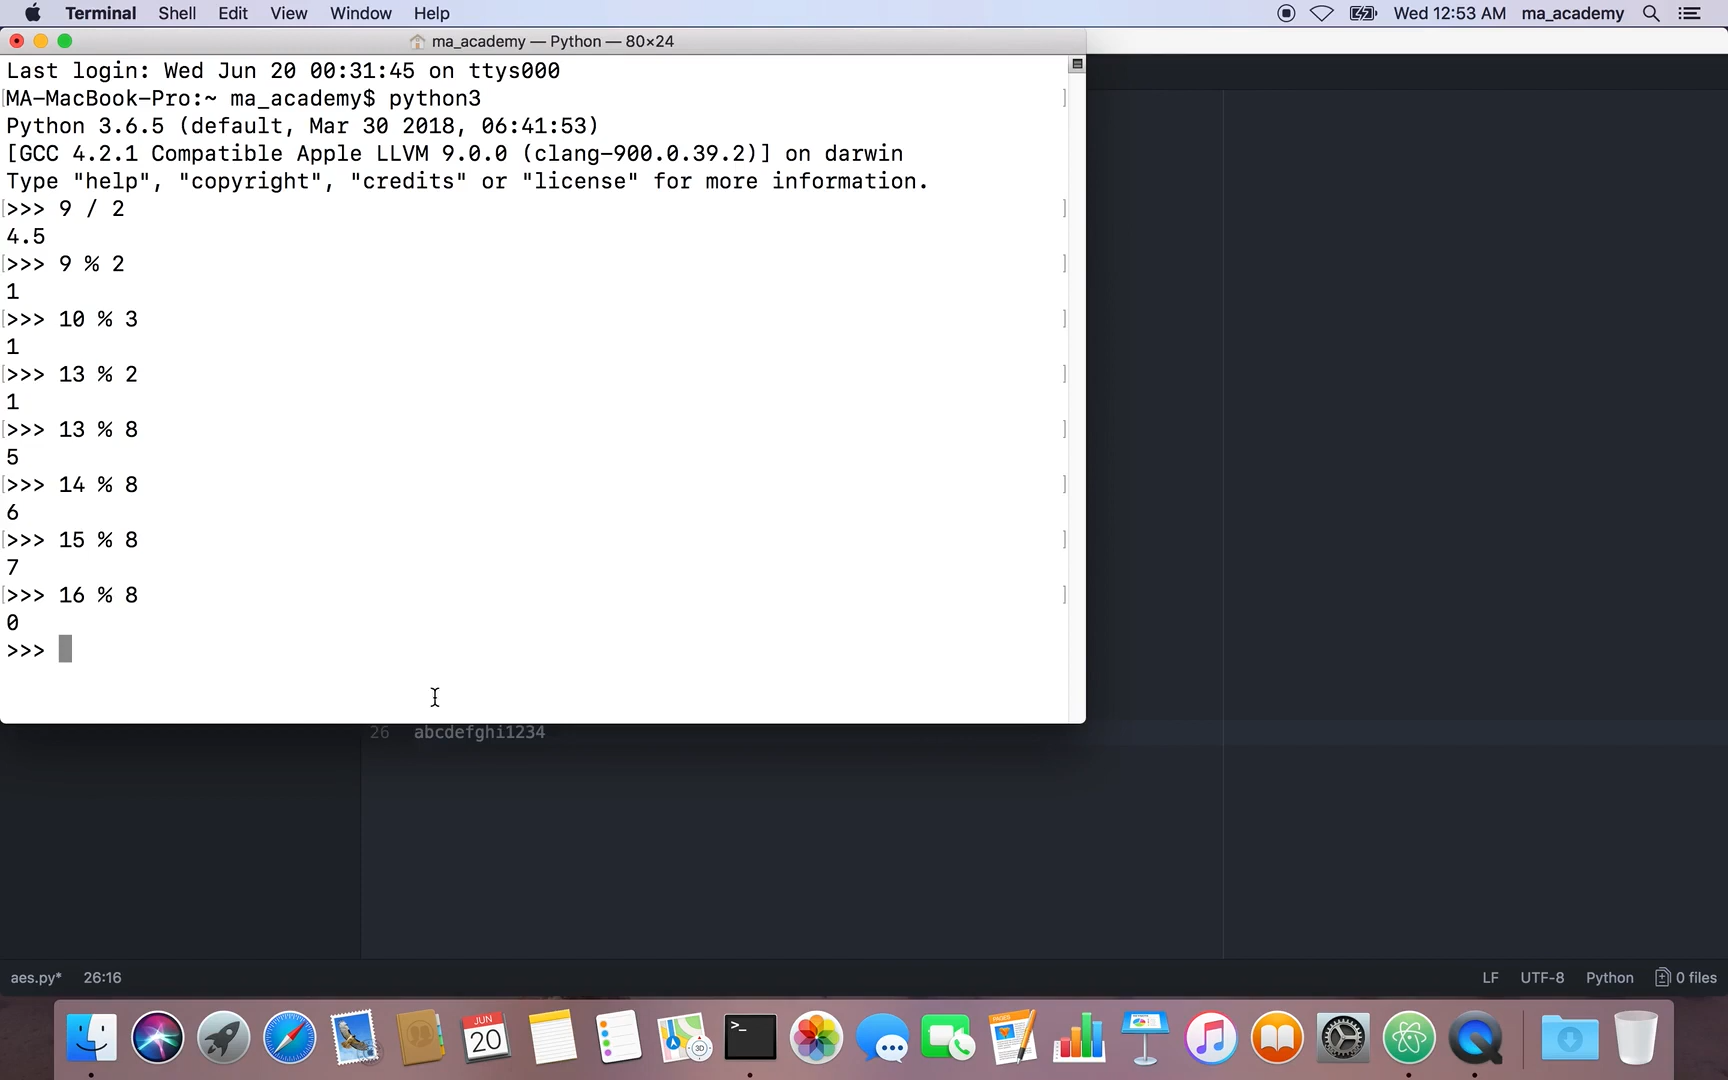 Terminal Shell Edit View Window Help Wed 12:53 AM ma_academy
ma_academy — Python — 80×24
Last login: Wed Jun 20 00:31:45 on ttys000
[MA-MacBook-Pro:~ ma_academy$ python3 ]
Python 3.6.5 (default, Mar 30 2018, 06:41:53)
[GCC 4.2.1 Compatible Apple LLVM 9.0.0 (clang-900.0.39.2)] on darwin
Type "help", "copyright", "credits" or "license" for more information.
[>>> 9 / 2 ]
4.5
[>>> 9 % 2 ]
1
[>>> 10 % 3 ]
1
[>>> 13 % 2 ]
1
[>>> 13 % 8 ]
5
[>>> 14 % 8 ]
6
[>>> 15 % 8 ]
7
[>>> 16 % 8 ]
0
>>>
26 abcdefghi1234
aes.py* 26:16 LF UTF-8 Python 0 files
JUN
20
3D
>_
PAGES